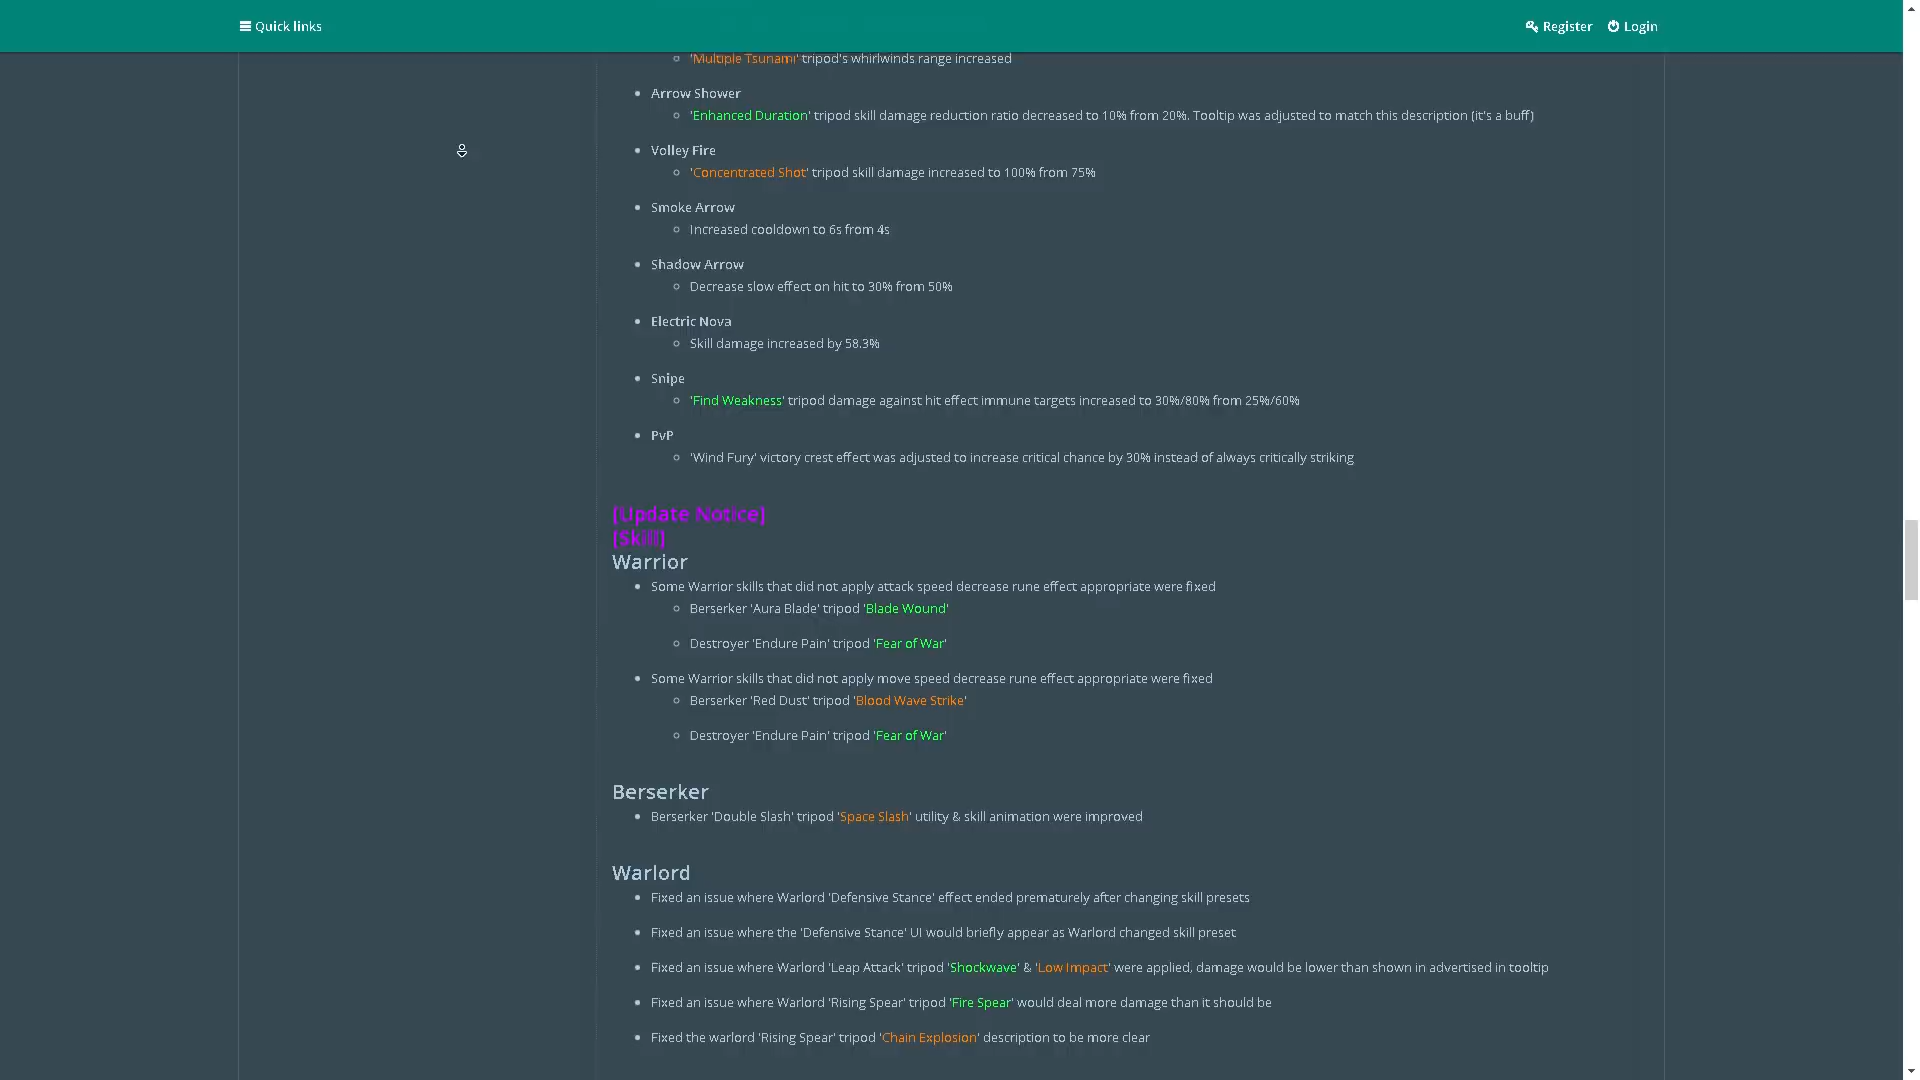 Quick links
Register Login
'Multiple Tsunami' tripod's whirlwinds range increased
Arrow Shower
'Enhanced Duration' tripod skill damage reduction ratio decreased to 10% from 20%. Tooltip was adjusted to match this description (it's a buff)
Volley Fire
'Concentrated Shot' tripod skill damage increased to 100% from 75%
Smoke Arrow
Increased cooldown to 6s from 4s
Shadow Arrow
Decrease slow effect on hit to 30% from 50%
Electric Nova
Skill damage increased by 58.3%
Snipe
'Find Weakness' tripod damage against hit effect immune targets increased to 30%/80% from 25%/60%
PvP
'Wind Fury' victory crest effect was adjusted to increase critical chance by 30% instead of always critically striking
[Update Notice]
[Skill]
Warrior
Some Warrior skills that did not apply attack speed decrease rune effect appropriate were fixed
Berserker 'Aura Blade' tripod 'Blade Wound'
Destroyer 'Endure Pain' tripod 'Fear of War'
Some Warrior skills that did not apply move speed decrease rune effect appropriate were fixed
Berserker 'Red Dust' tripod 'Blood Wave Strike'
Destroyer 'Endure Pain' tripod 'Fear of War'
Berserker
Berserker 'Double Slash' tripod 'Space Slash' utility & skill animation were improved
Warlord
Fixed an issue where Warlord 'Defensive Stance' effect ended prematurely after changing skill presets
Fixed an issue where the 'Defensive Stance' UI would briefly appear as Warlord changed skill preset
Fixed an issue where Warlord 'Leap Attack' tripod 'Shockwave' & 'Low Impact' were applied, damage would be lower than shown in advertised in tooltip
Fixed an issue where Warlord 'Rising Spear' tripod 'Fire Spear' would deal more damage than it should be
Fixed the warlord 'Rising Spear' tripod 'Chain Explosion' description to be more clear